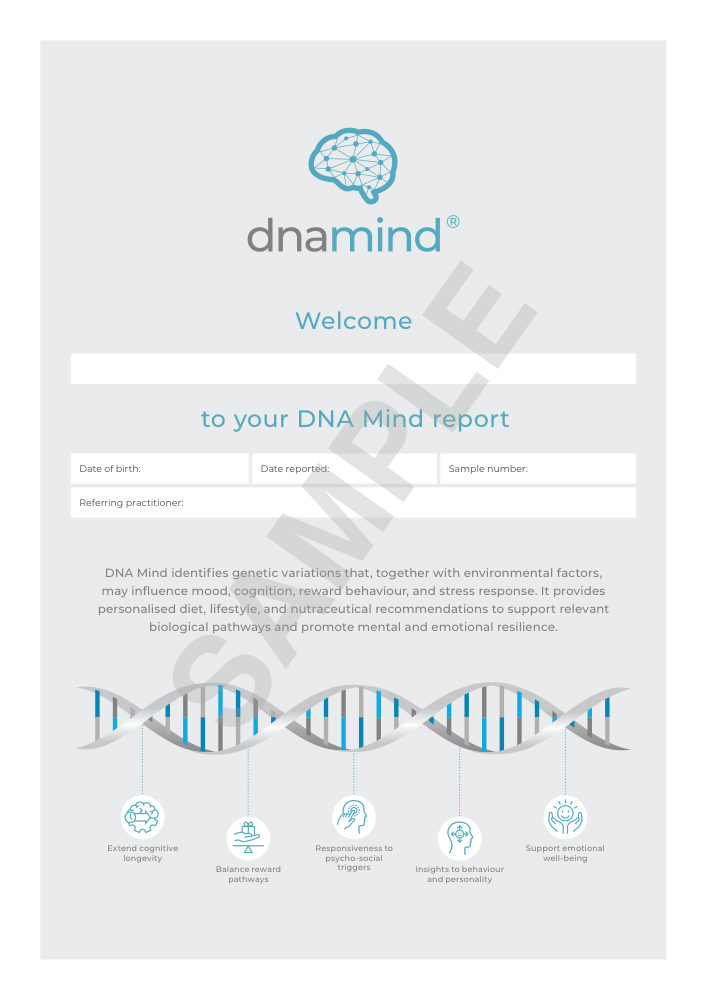 dnamind®
Welcome
to your DNA Mind report
Date of birth:
Date reported:
Sample number:
Referring practitioner:
SAMPLE
DNA Mind identifies genetic variations that, together with environmental factors,
may influence mood, cognition, reward behaviour, and stress response. It provides
personalised diet, lifestyle, and nutraceutical recommendations to support relevant
biological pathways and promote mental and emotional resilience.
Extend cognitive
longevity
Balance reward
pathways
Responsiveness to
psycho-social
triggers
Insights to behaviour
and personality
Support emotional
well-being